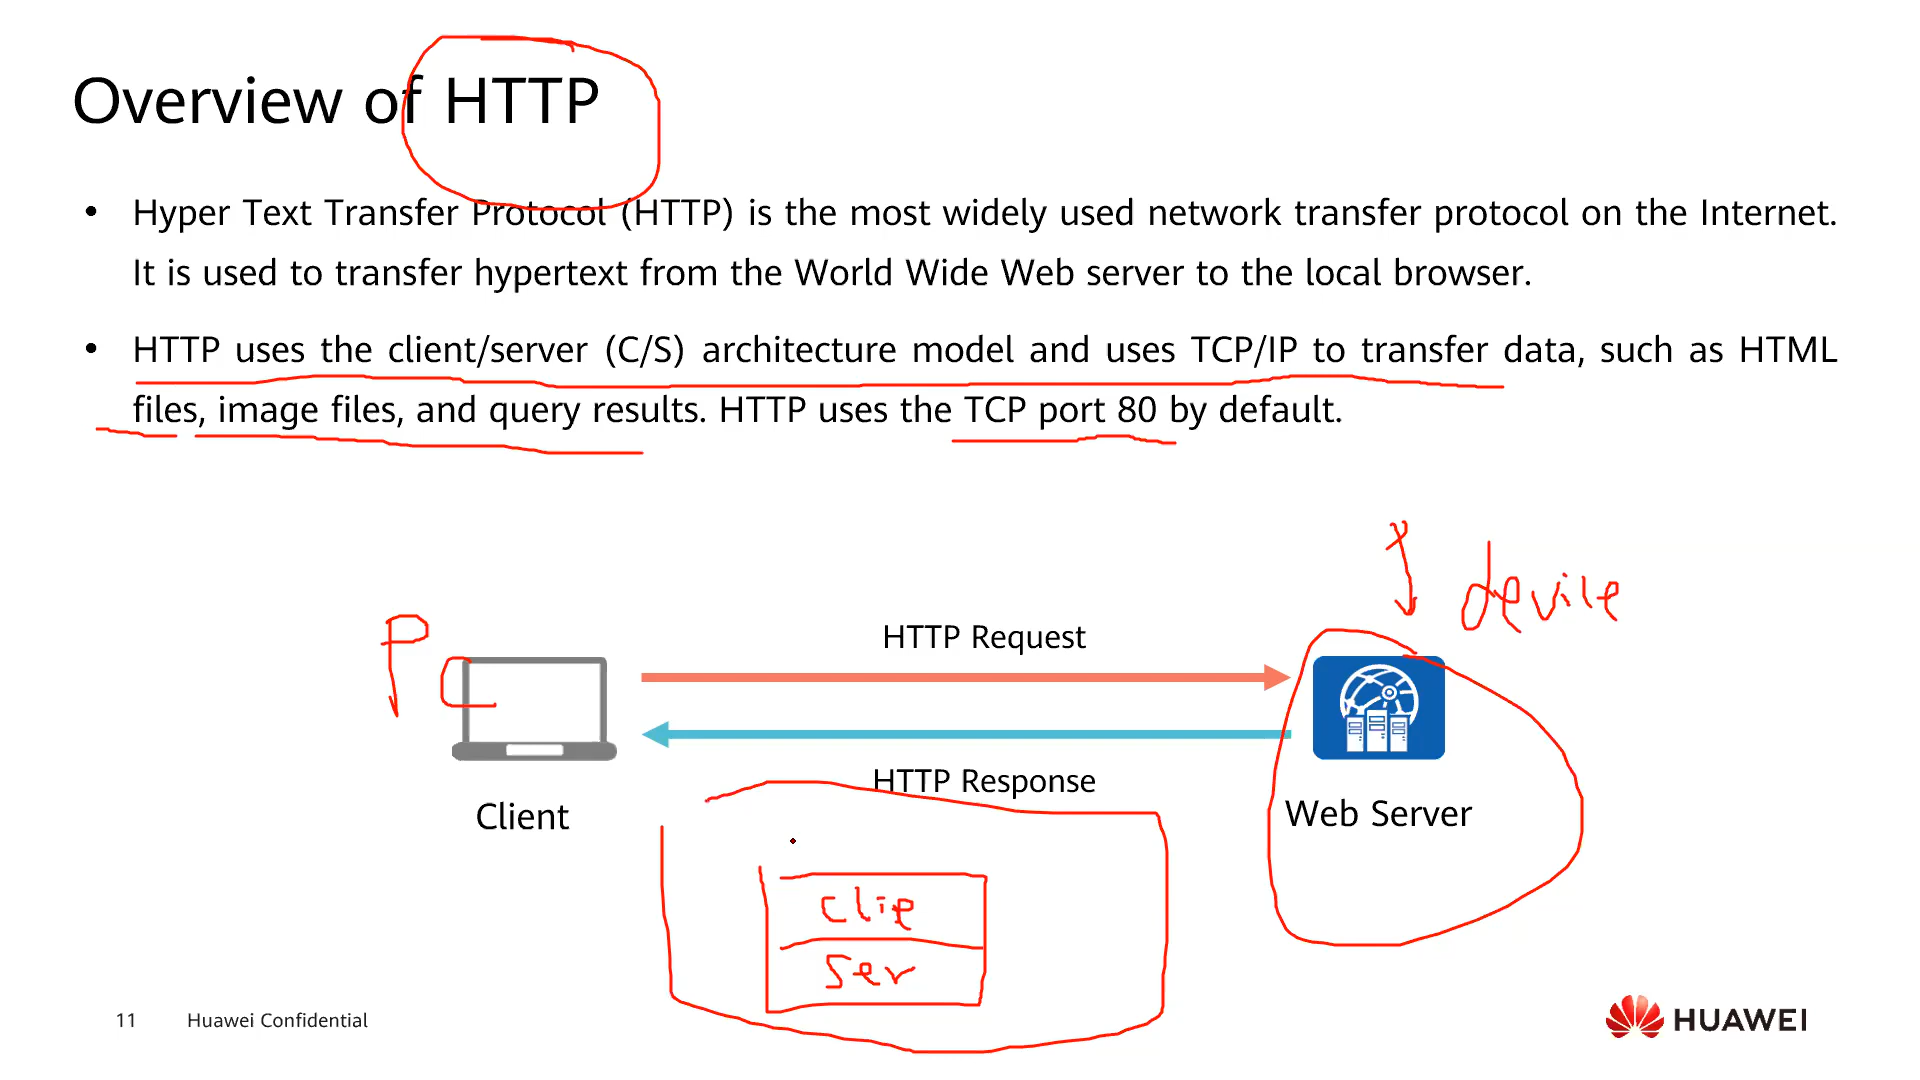 Overview of HTTP
• Hyper Text Transfer Protocol (HTTP) is the most widely used network transfer protocol on the Internet.
It is used to transfer hypertext from the World Wide Web server to the local browser.
• HTTP uses the client/server (C/S) architecture model and uses TCP/IP to transfer data, such as HTML
files, image files, and query results. HTTP uses the TCP port 80 by default.
device
PC
HTTP Request
HTTP Response
Client
Web Server
clie
ser
11 Huawei Confidential
HUAWEI